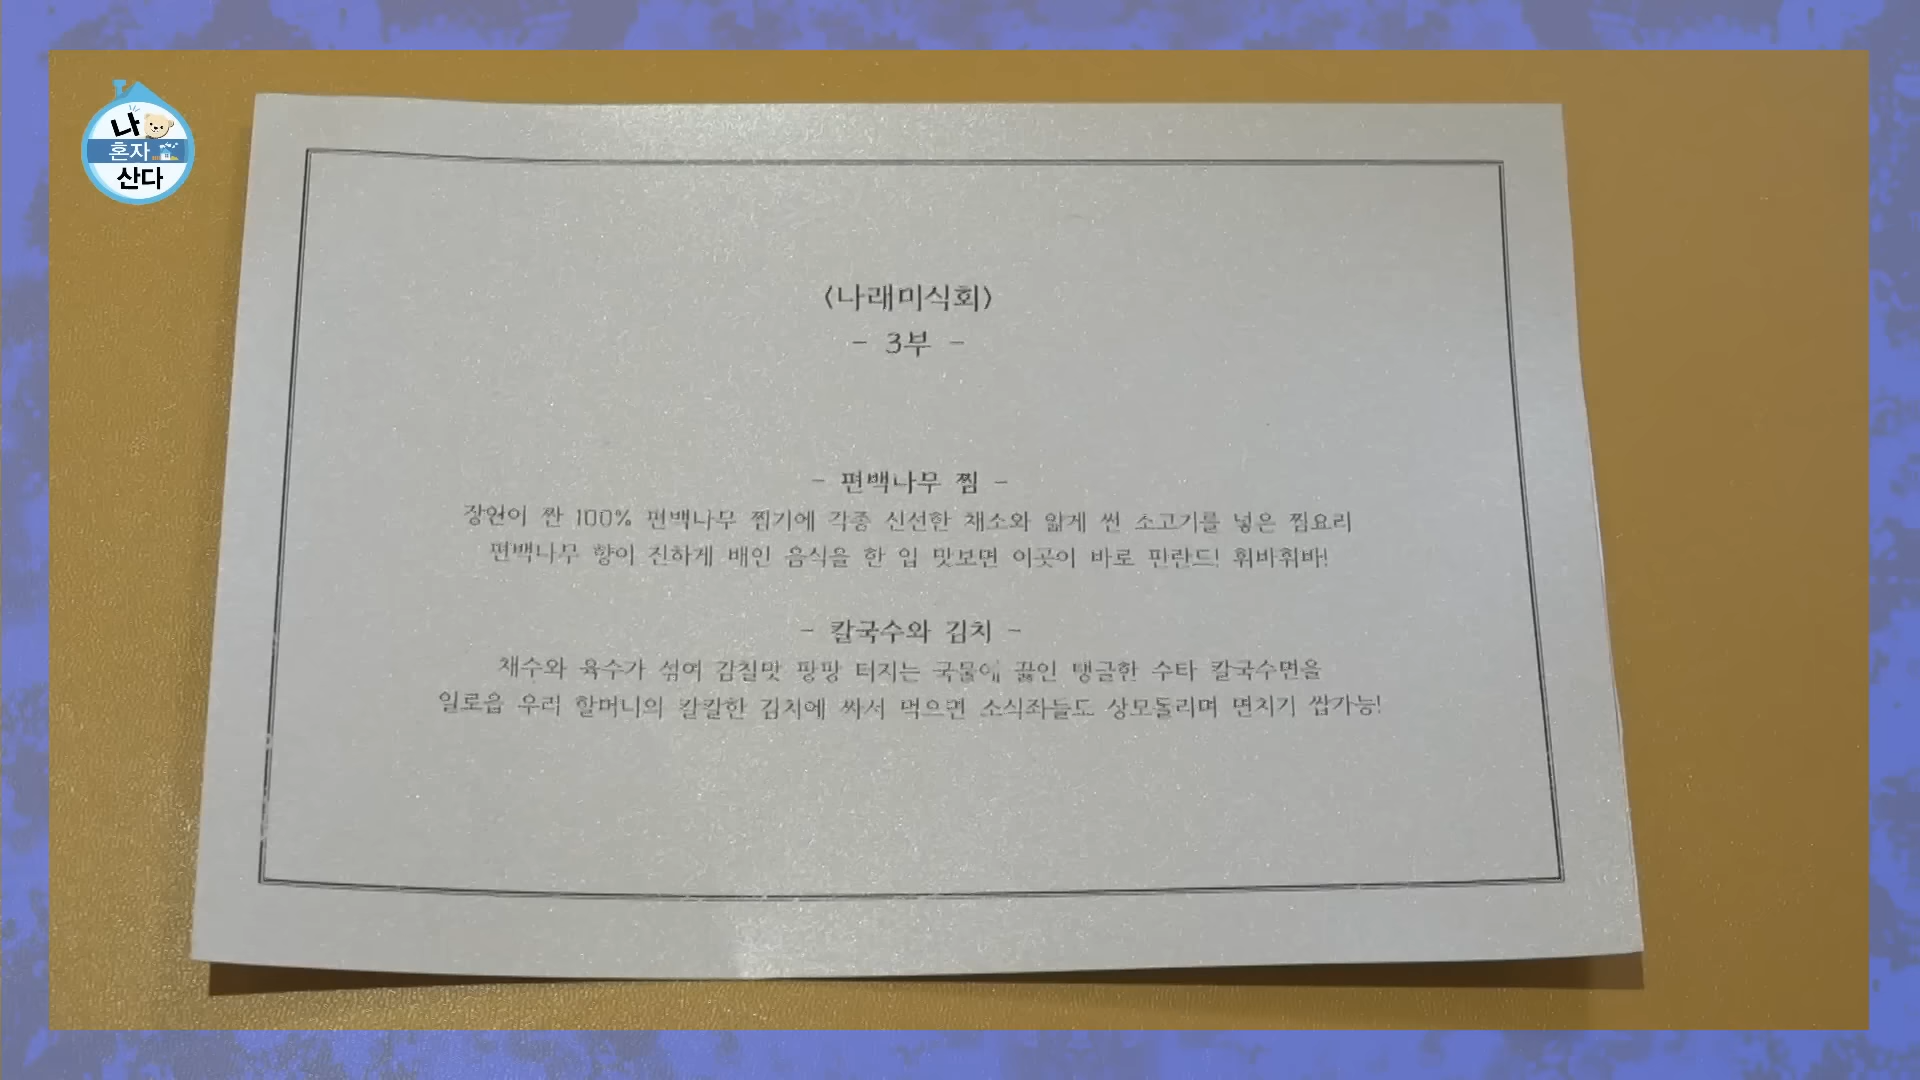 나
혼자
산다
<나래미식회>
- 3부 -
- 편백나무 찜 -
장인이 짠 100% 편백나무 찜기에 각종 신선한 채소와 얇게 썬 소고기를 넣은 찜요리
편백나무 향이 진하게 배인 음식을 한 입 맛보면 이곳이 바로 핀란드! 휘바휘바!
- 칼국수와 김치 -
채수와 육수가 섞여 감칠맛 팡팡 터지는 국물에 끓인 탱글한 수타 칼국수면을
일로읍 우리 할머니의 칼칼한 김치에 싸서 먹으면 소식좌들도 상모돌리며 면치기 쌉가능!